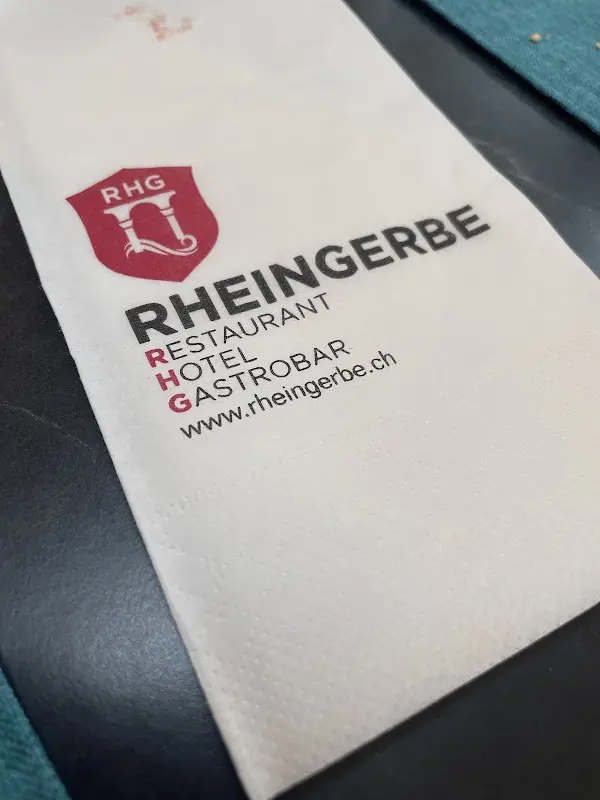 RHG
RHEINGERBE
RESTAURANT
HOTEL
GASTROBAR
www.rheingerbe.ch